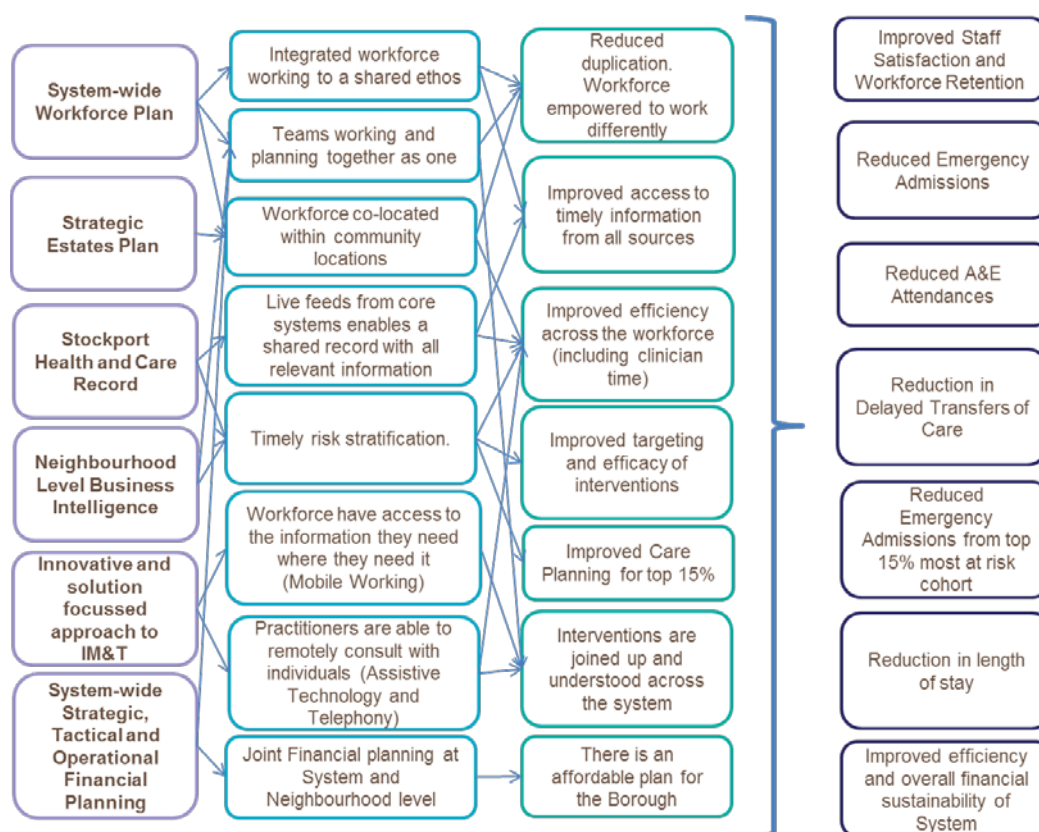 System-wide
Workforce Plan
Strategic
Estates Plan
Stockport
Health and Care
Record
Neighbourhood
Level Business
Intelligence
Innovative and
solution
focussed
approach to
IM&T
System-wide
Strategic,
Tactical and
Operational
Financial
Planning
Integrated workforce
working to a shared ethos
Teams working and
planning together as one
Workforce co-located
within community
locations
Live feeds from core
systems enables a
shared record with all
relevant information
Timely risk stratification.
Workforce have access to
the information they need
where they need it
(Mobile Working)
Practitioners are able to
remotely consult with
individuals (Assistive
Technology and
Telephony)
Joint Financial planning at
System and
Neighbourhood level
Reduced
duplication.
Workforce
empowered to work
differently
Improved access to
timely information
from all sources
Improved efficiency
across the workforce
(including clinician
time)
Improved targeting
and efficacy of
interventions
Improved Care
Planning for top 15%
Interventions are
joined up and
understood across
the system
There is an
affordable plan for
the Borough
Improved Staff
Satisfaction and
Workforce Retention
Reduced Emergency
Admissions
Reduced A&E
Attendances
Reduction in
Delayed Transfers of
Care
Reduced
Emergency
Admissions from top
15% most at risk
cohort
Reduction in length
of stay
Improved efficiency
and overall financial
sustainability of
System